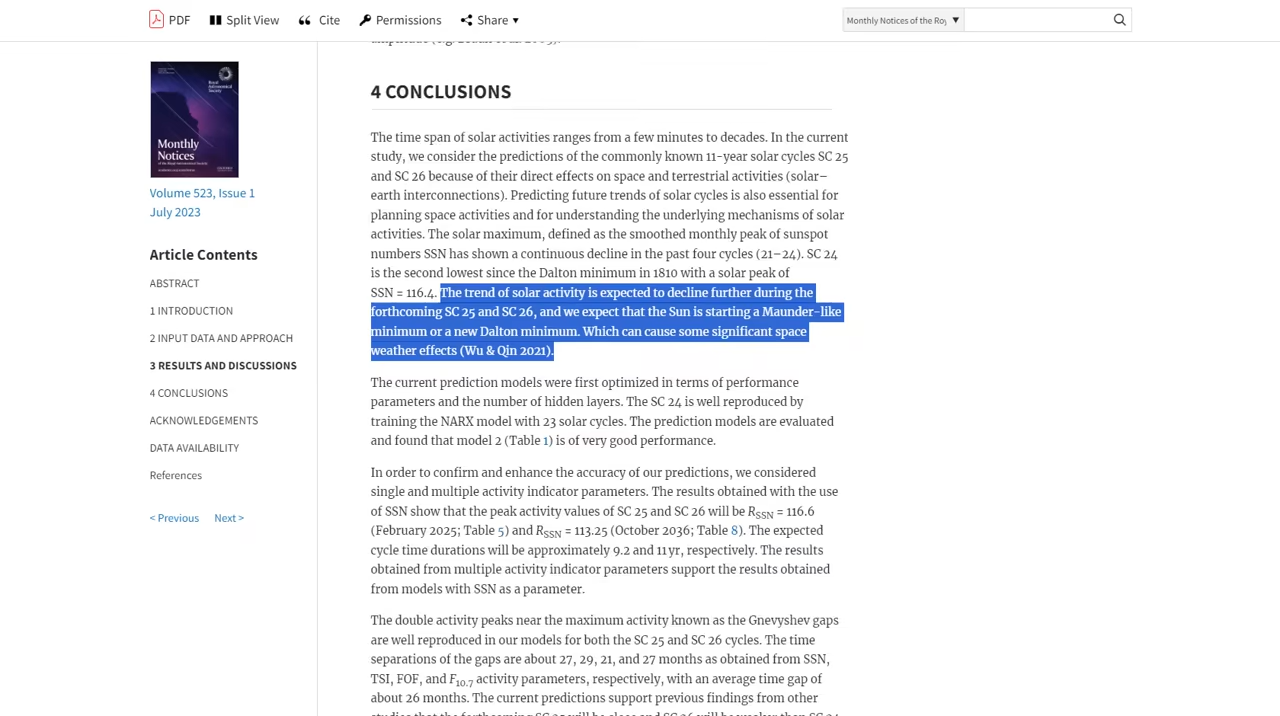 PDF Split View Cite Permissions Share
Monthly Notices of the Roy
4 CONCLUSIONS
The time span of solar activities ranges from a few minutes to decades. In the current
study, we consider the predictions of the commonly known 11-year solar cycles SC 25
and SC 26 because of their direct effects on space and terrestrial activities (solar–
earth interconnections). Predicting future trends of solar cycles is also essential for
planning space activities and for understanding the underlying mechanisms of solar
activities. The solar maximum, defined as the smoothed monthly peak of sunspot
numbers SSN has shown a continuous decline in the past four cycles (21–24). SC 24
is the second lowest since the Dalton minimum in 1810 with a solar peak of
SSN = 116.4. The trend of solar activity is expected to decline further during the
forthcoming SC 25 and SC 26, and we expect that the Sun is starting a Maunder-like
minimum or a new Dalton minimum. Which can cause some significant space
weather effects (Wu & Qin 2021).
The current prediction models were first optimized in terms of performance
parameters and the number of hidden layers. The SC 24 is well reproduced by
training the NARX model with 23 solar cycles. The prediction models are evaluated
and found that model 2 (Table 1) is of very good performance.
In order to confirm and enhance the accuracy of our predictions, we considered
single and multiple activity indicator parameters. The results obtained with the use
of SSN show that the peak activity values of SC 25 and SC 26 will be RSSN = 116.6
(February 2025; Table 5) and RSSN = 113.25 (October 2036; Table 8). The expected
cycle time durations will be approximately 9.2 and 11 yr, respectively. The results
obtained from multiple activity indicator parameters support the results obtained
from models with SSN as a parameter.
The double activity peaks near the maximum activity known as the Gnevyshev gaps
are well reproduced in our models for both the SC 25 and SC 26 cycles. The time
separations of the gaps are about 27, 29, 21, and 27 months as obtained from SSN,
TSI, FOF, and F10.7 activity parameters, respectively, with an average time gap of
about 26 months. The current predictions support previous findings from other
Royal
Astronomical
Society
Monthly
Notices
of the Royal Astronomical Society
Volume 523, Issue 1
July 2023
Article Contents
ABSTRACT
1 INTRODUCTION
2 INPUT DATA AND APPROACH
3 RESULTS AND DISCUSSIONS
4 CONCLUSIONS
ACKNOWLEDGEMENTS
DATA AVAILABILITY
References
< Previous Next >